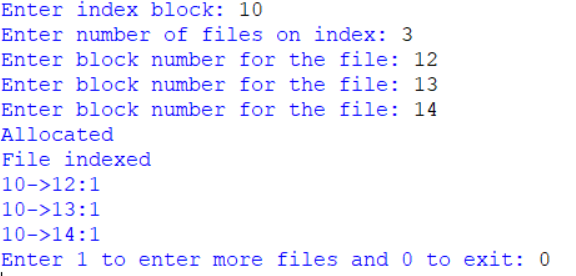 Enter index block: 10
Enter number of files on index: 3
Enter block number for the file: 12
Enter block number for the file: 13
Enter block number for the file: 14
Allocated
File indexed
10->12:1
10->13:1
10->14:1
Enter 1 to enter more files and 0 to exit: 0